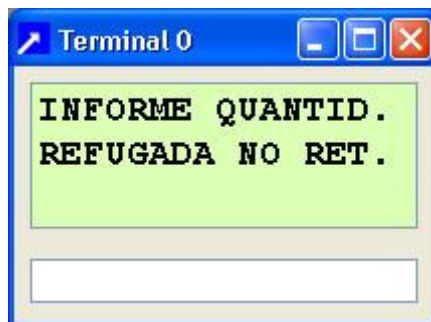 Terminal 0
INFORME QUANTID.
REFUGADA NO RET.